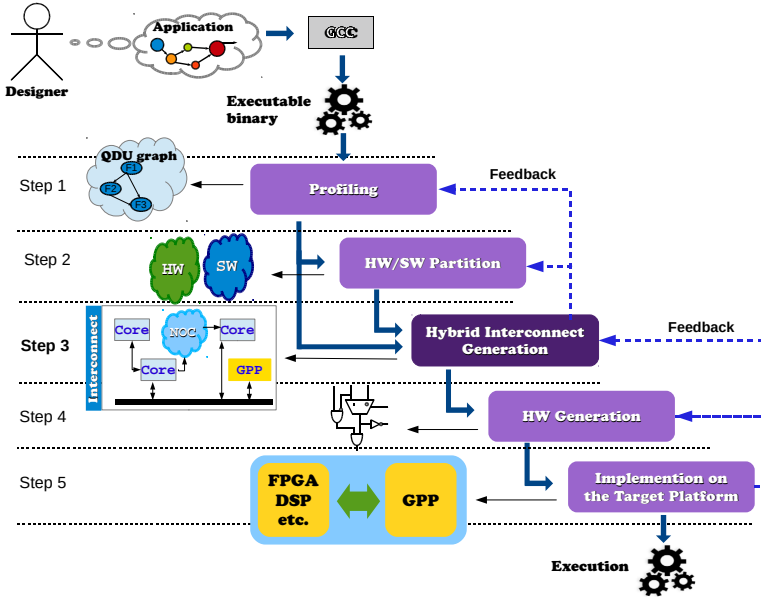 Application
GCC
Designer
Executable
binary
QDU graph
F1
F2
F3
Step 1
Profiling
Feedback
Step 2
HW
SW
HW/SW Partition
Step 3
Interconnect
Core
NOC
Core
Core
GPP
Hybrid Interconnect
Generation
Feedback
Step 4
HW Generation
Step 5
FPGA
DSP
etc.
GPP
Implemention on
the Target Platform
Execution